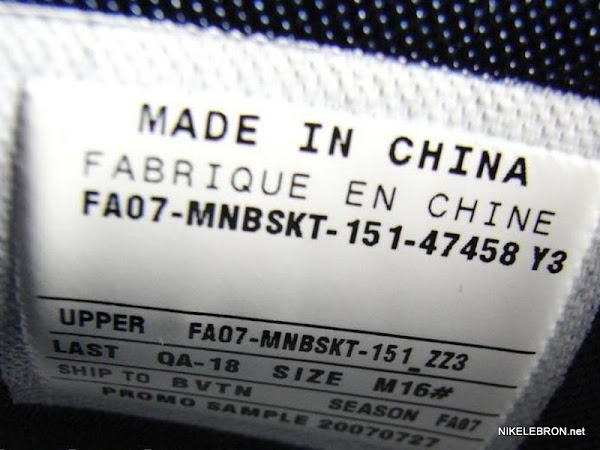 MADE IN CHINA
FABRIQUE EN CHINE
FA07-MNBSKT-151-47458 Y3
UPPER FA07-MNBSKT-151_ZZ3
LAST QA-18 SIZE M16#
SHIP TO BVTN SEASON FA07
PROMO SAMPLE 20070727
NIKELEBRON.net